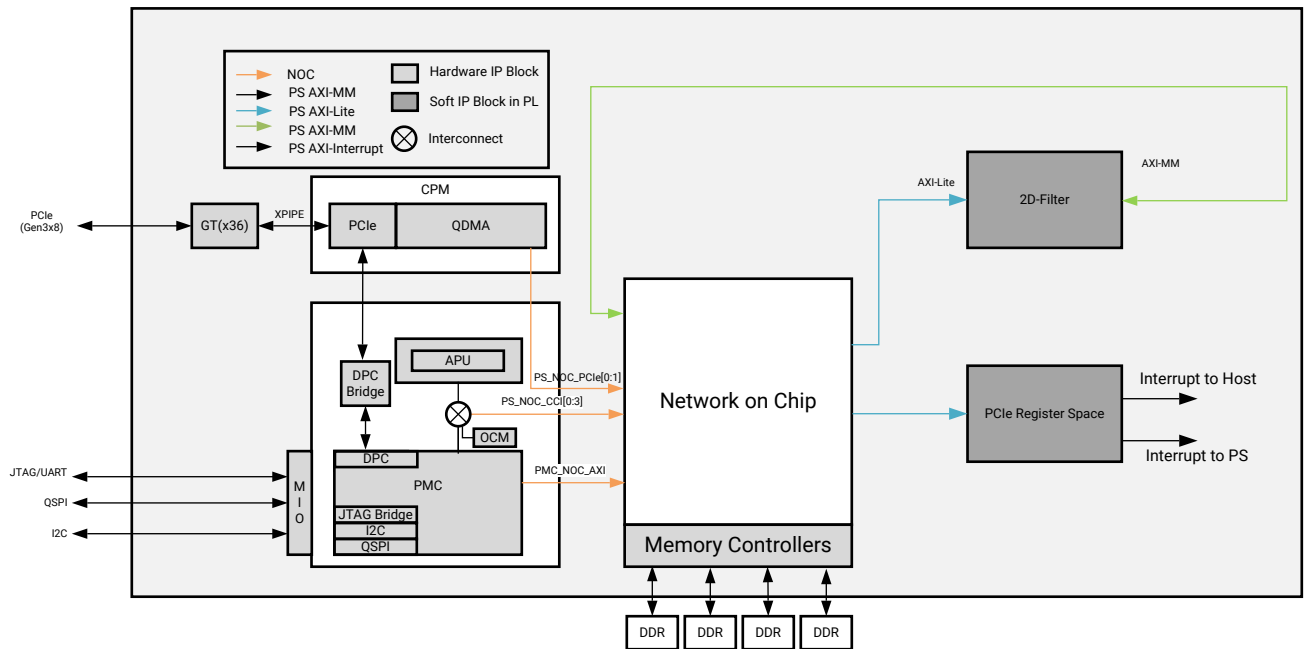 NOC
PS AXI-MM
PS AXI-Lite
PS AXI-MM
PS AXI-Interrupt
Hardware IP Block
Soft IP Block in PL
Interconnect
PCIe
(Gen3x8)
GT(x36)
XPIPE
CPM
PCIe
QDMA
AXI-Lite
2D-Filter
AXI-MM
APU
DPC
Bridge
PS_NOC_PCIe[0:1]
PS_NOC_CCI[0:3]
OCM
Network on Chip
PCIe Register Space
Interrupt to Host
Interrupt to PS
JTAG/UART
QSPI
I2C
M
I
O
DPC
PMC
JTAG Bridge
I2C
QSPI
PMC_NOC_AXI
Memory Controllers
DDR
DDR
DDR
DDR